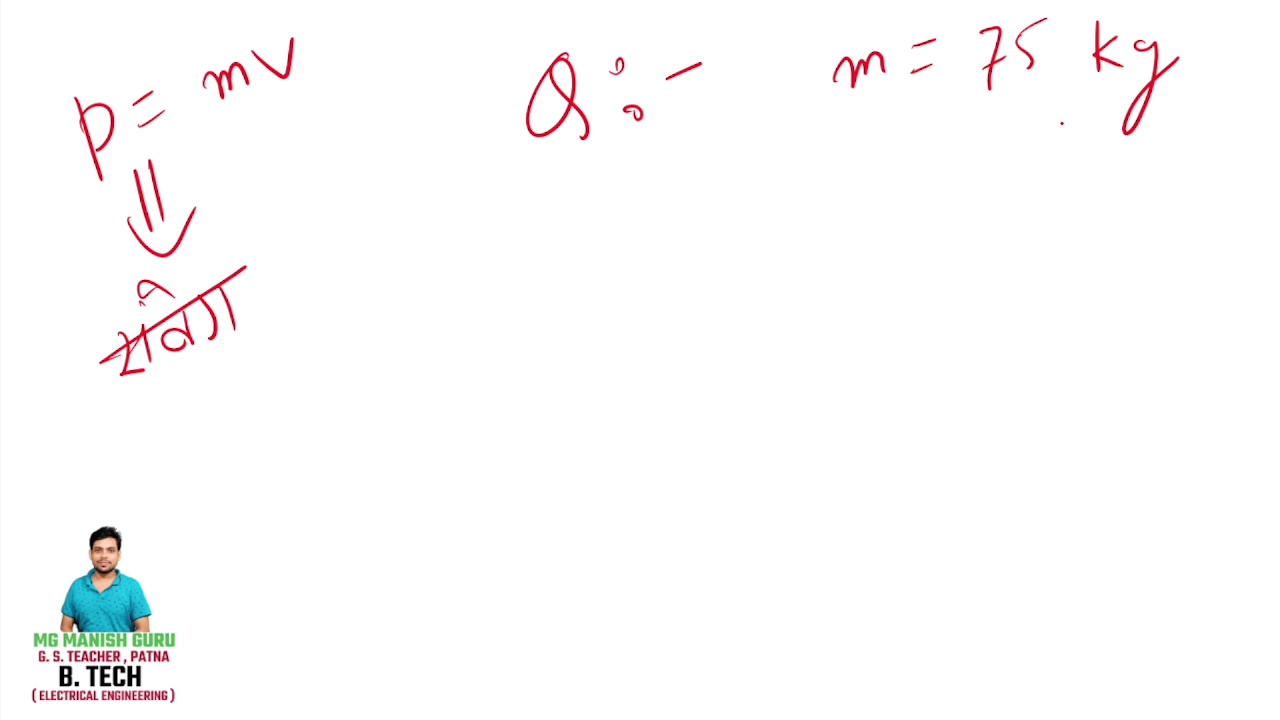 p = mv
Q :-
m = 75 kg
संवेग
MG MANISH GURU
G. S. TEACHER , PATNA
B. TECH
( ELECTRICAL ENGINEERING )